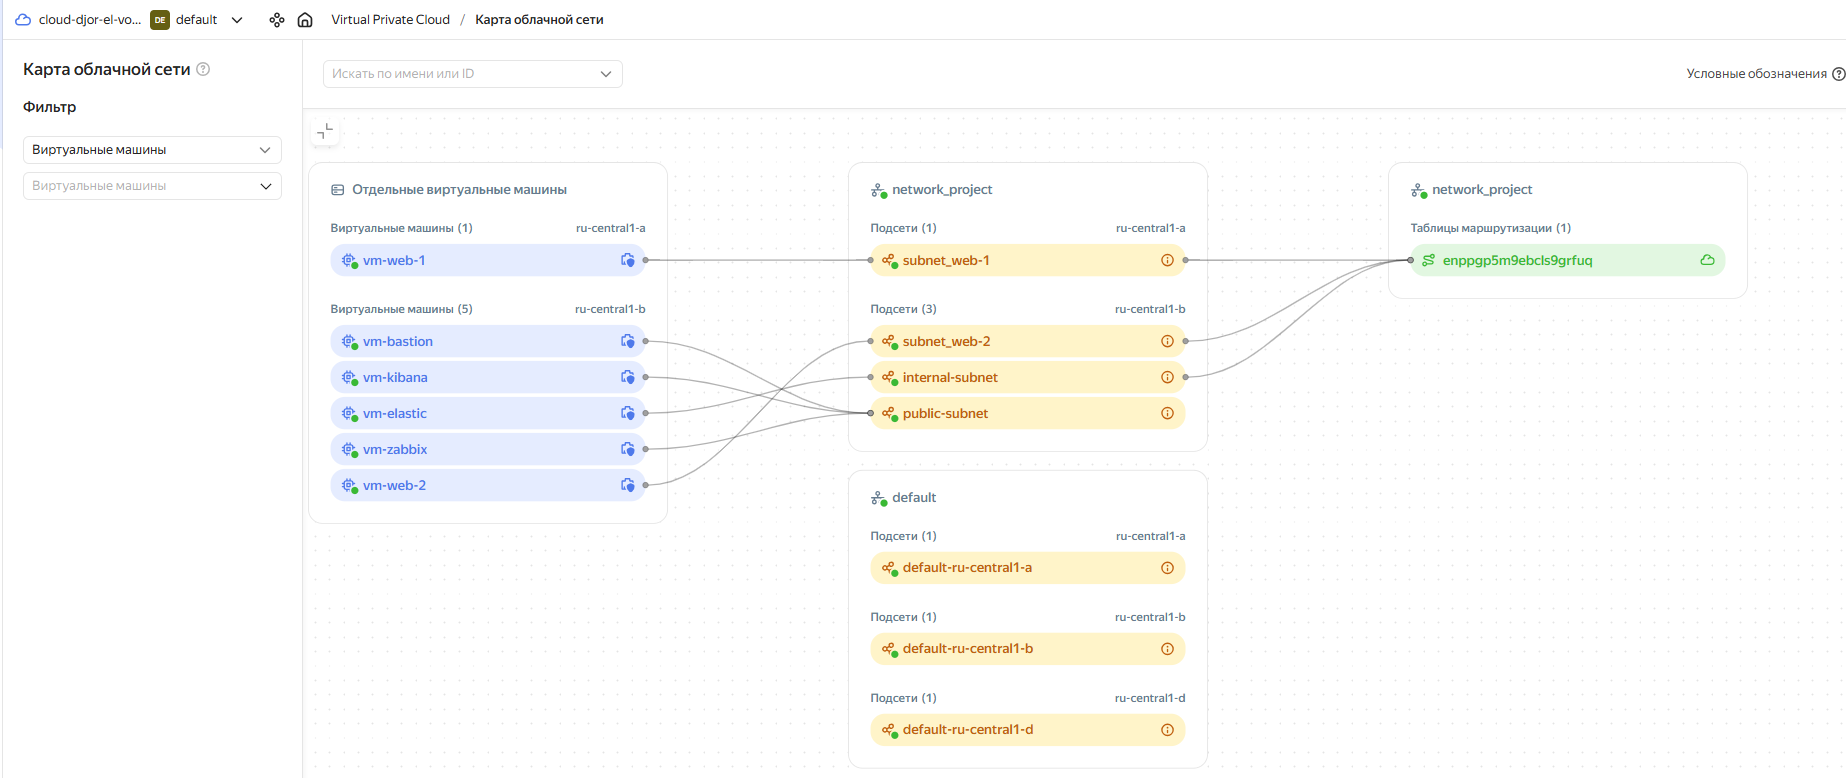 cloud-djor-el-vo... DE default Virtual Private Cloud / Карта облачной сети
Карта облачной сети
Фильтр
Виртуальные машины
Виртуальные машины
Искать по имени или ID
Условные обозначения
Отдельные виртуальные машины
Виртуальные машины (1) ru-central1-a
vm-web-1
Виртуальные машины (5) ru-central1-b
vm-bastion
vm-kibana
vm-elastic
vm-zabbix
vm-web-2
network_project
Подсети (1) ru-central1-a
subnet_web-1
Подсети (3) ru-central1-b
subnet_web-2
internal-subnet
public-subnet
default
Подсети (1) ru-central1-a
default-ru-central1-a
Подсети (1) ru-central1-b
default-ru-central1-b
Подсети (1) ru-central1-d
default-ru-central1-d
network_project
Таблицы маршрутизации (1)
enppgp5m9ebcls9grfuq